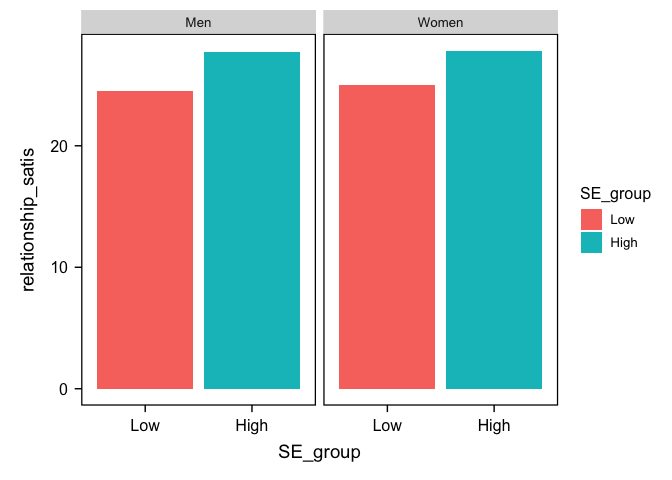 Men
Women
20
10
0
relationship_satis
Low
High
Low
High
SE_group
SE_group
Low
High